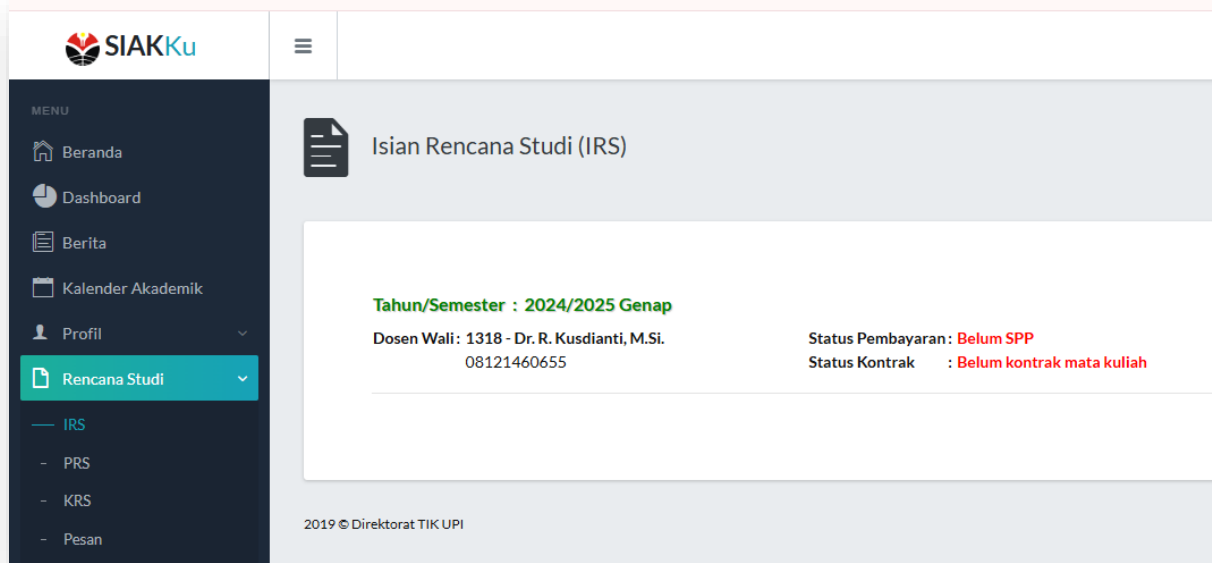 SIAKKu
MENU
Beranda
Dashboard
Berita
Kalender Akademik
Profil
Rencana Studi
IRS
PRS
KRS
Pesan
Isian Rencana Studi (IRS)
Tahun/Semester : 2024/2025 Genap
Dosen Wali : 1318 - Dr. R. Kusdianti, M.Si.
08121460655
Status Pembayaran : Belum SPP
Status Kontrak : Belum kontrak mata kuliah
2019 © Direktorat TIK UPI